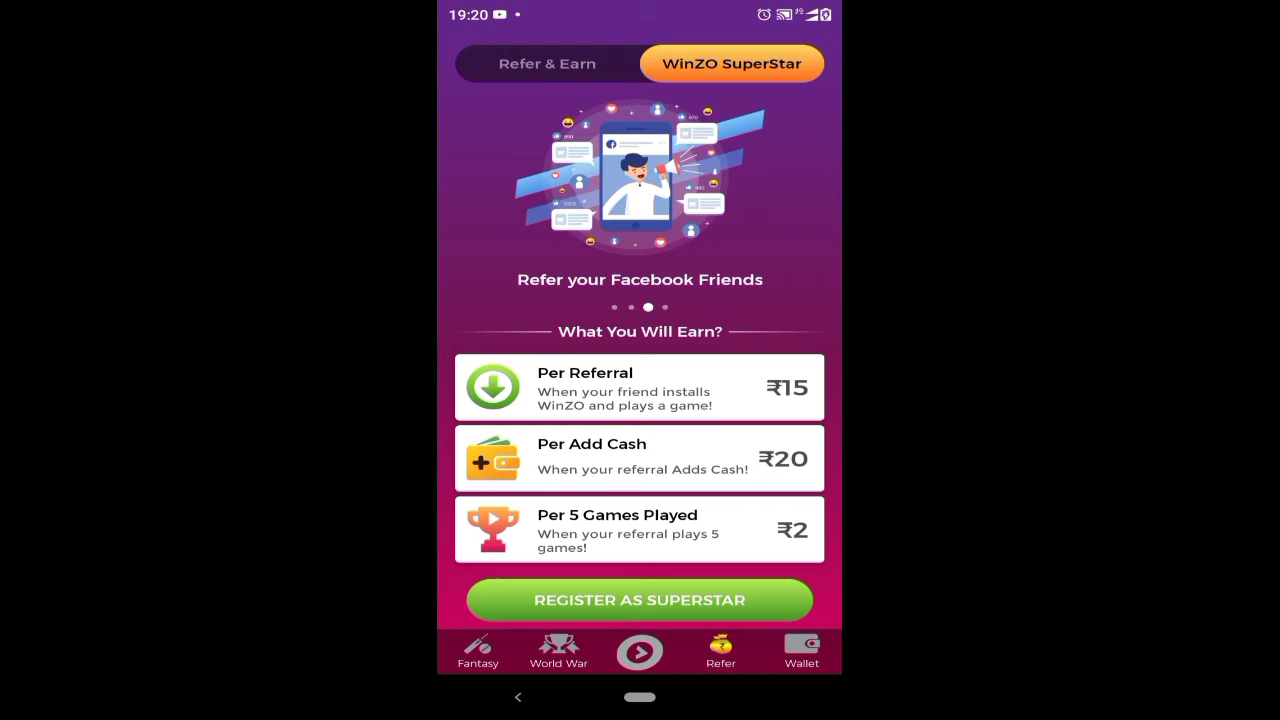 19:20
4G
Refer & Earn
WinZO SuperStar
Refer your Facebook Friends
What You Will Earn?
Per Referral
When your friend installs
WinZO and plays a game!
₹15
Per Add Cash
When your referral Adds Cash!
₹20
Per 5 Games Played
When your referral plays 5
games!
₹2
REGISTER AS SUPERSTAR
Fantasy
World War
Refer
Wallet